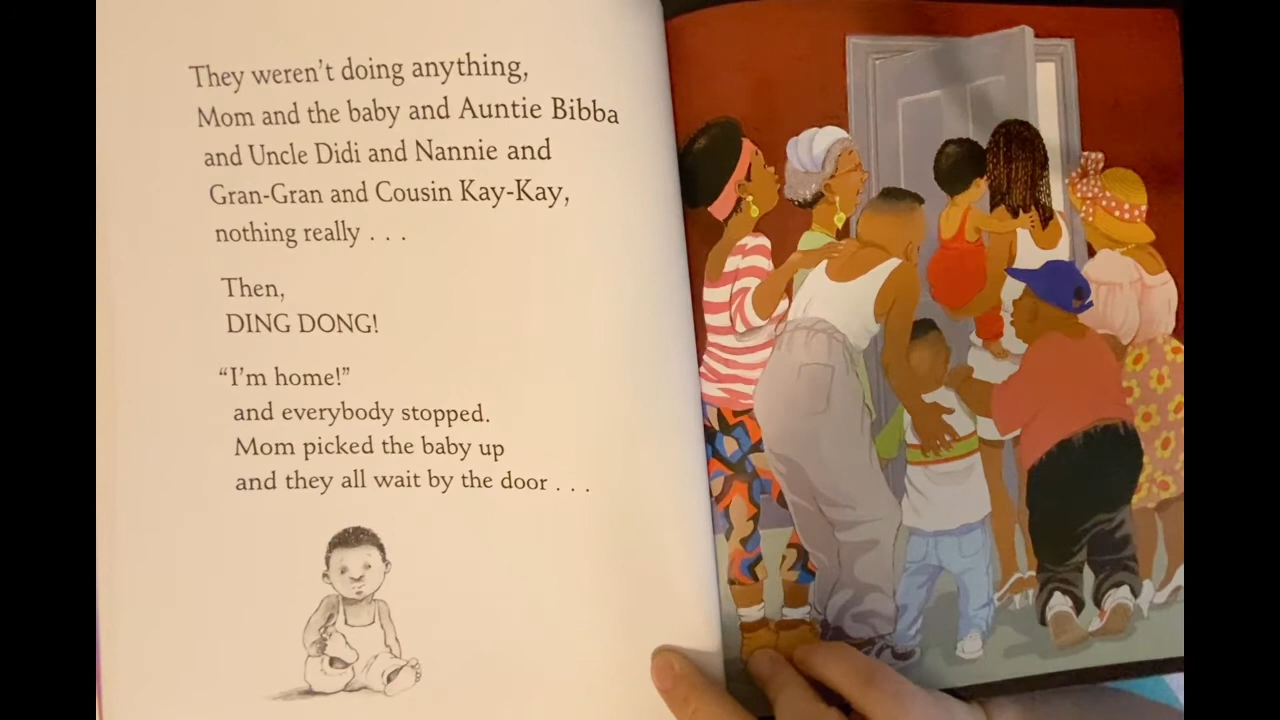 They weren't doing anything,
Mom and the baby and Auntie Bibba
and Uncle Didi and Nannie and
Gran-Gran and Cousin Kay-Kay,
nothing really . . .
Then,
DING DONG!
“I'm home!”
and everybody stopped.
Mom picked the baby up
and they all wait by the door . . .